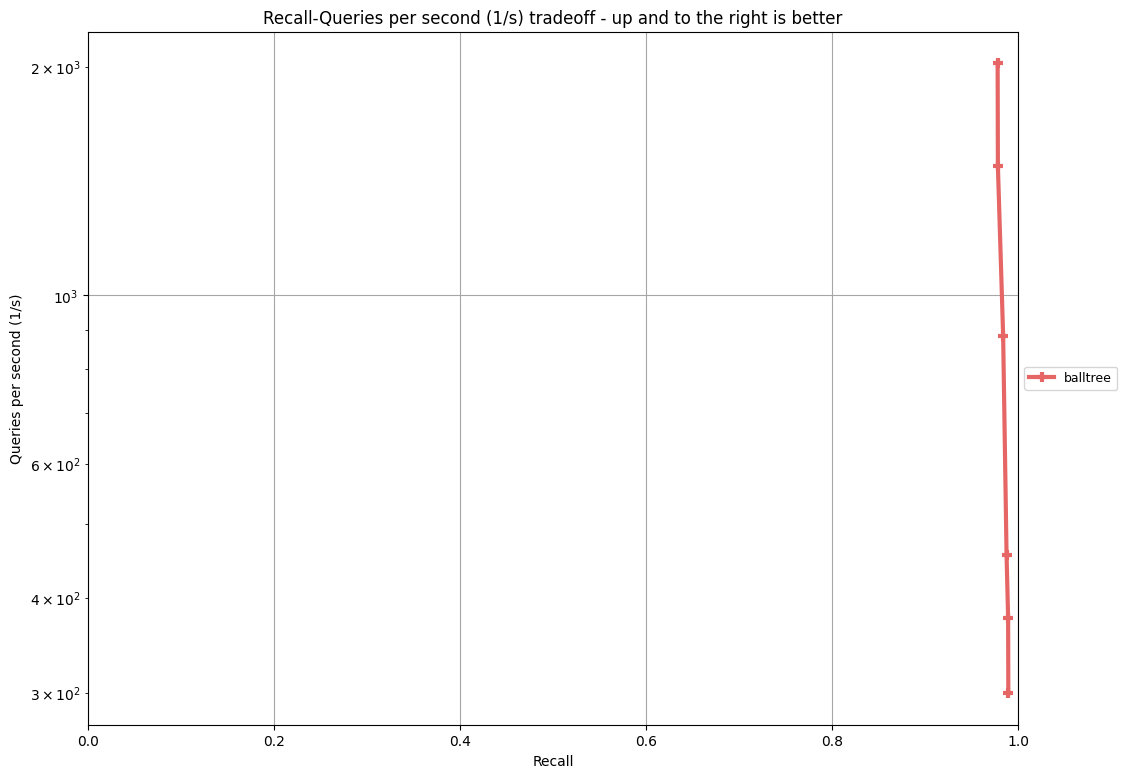 Recall-Queries per second (1/s) tradeoff - up and to the right is better
2 × 10³
10³
6 × 10²
4 × 10²
3 × 10²
Queries per second (1/s)
balltree
0.0 0.2 0.4 0.6 0.8 1.0
Recall